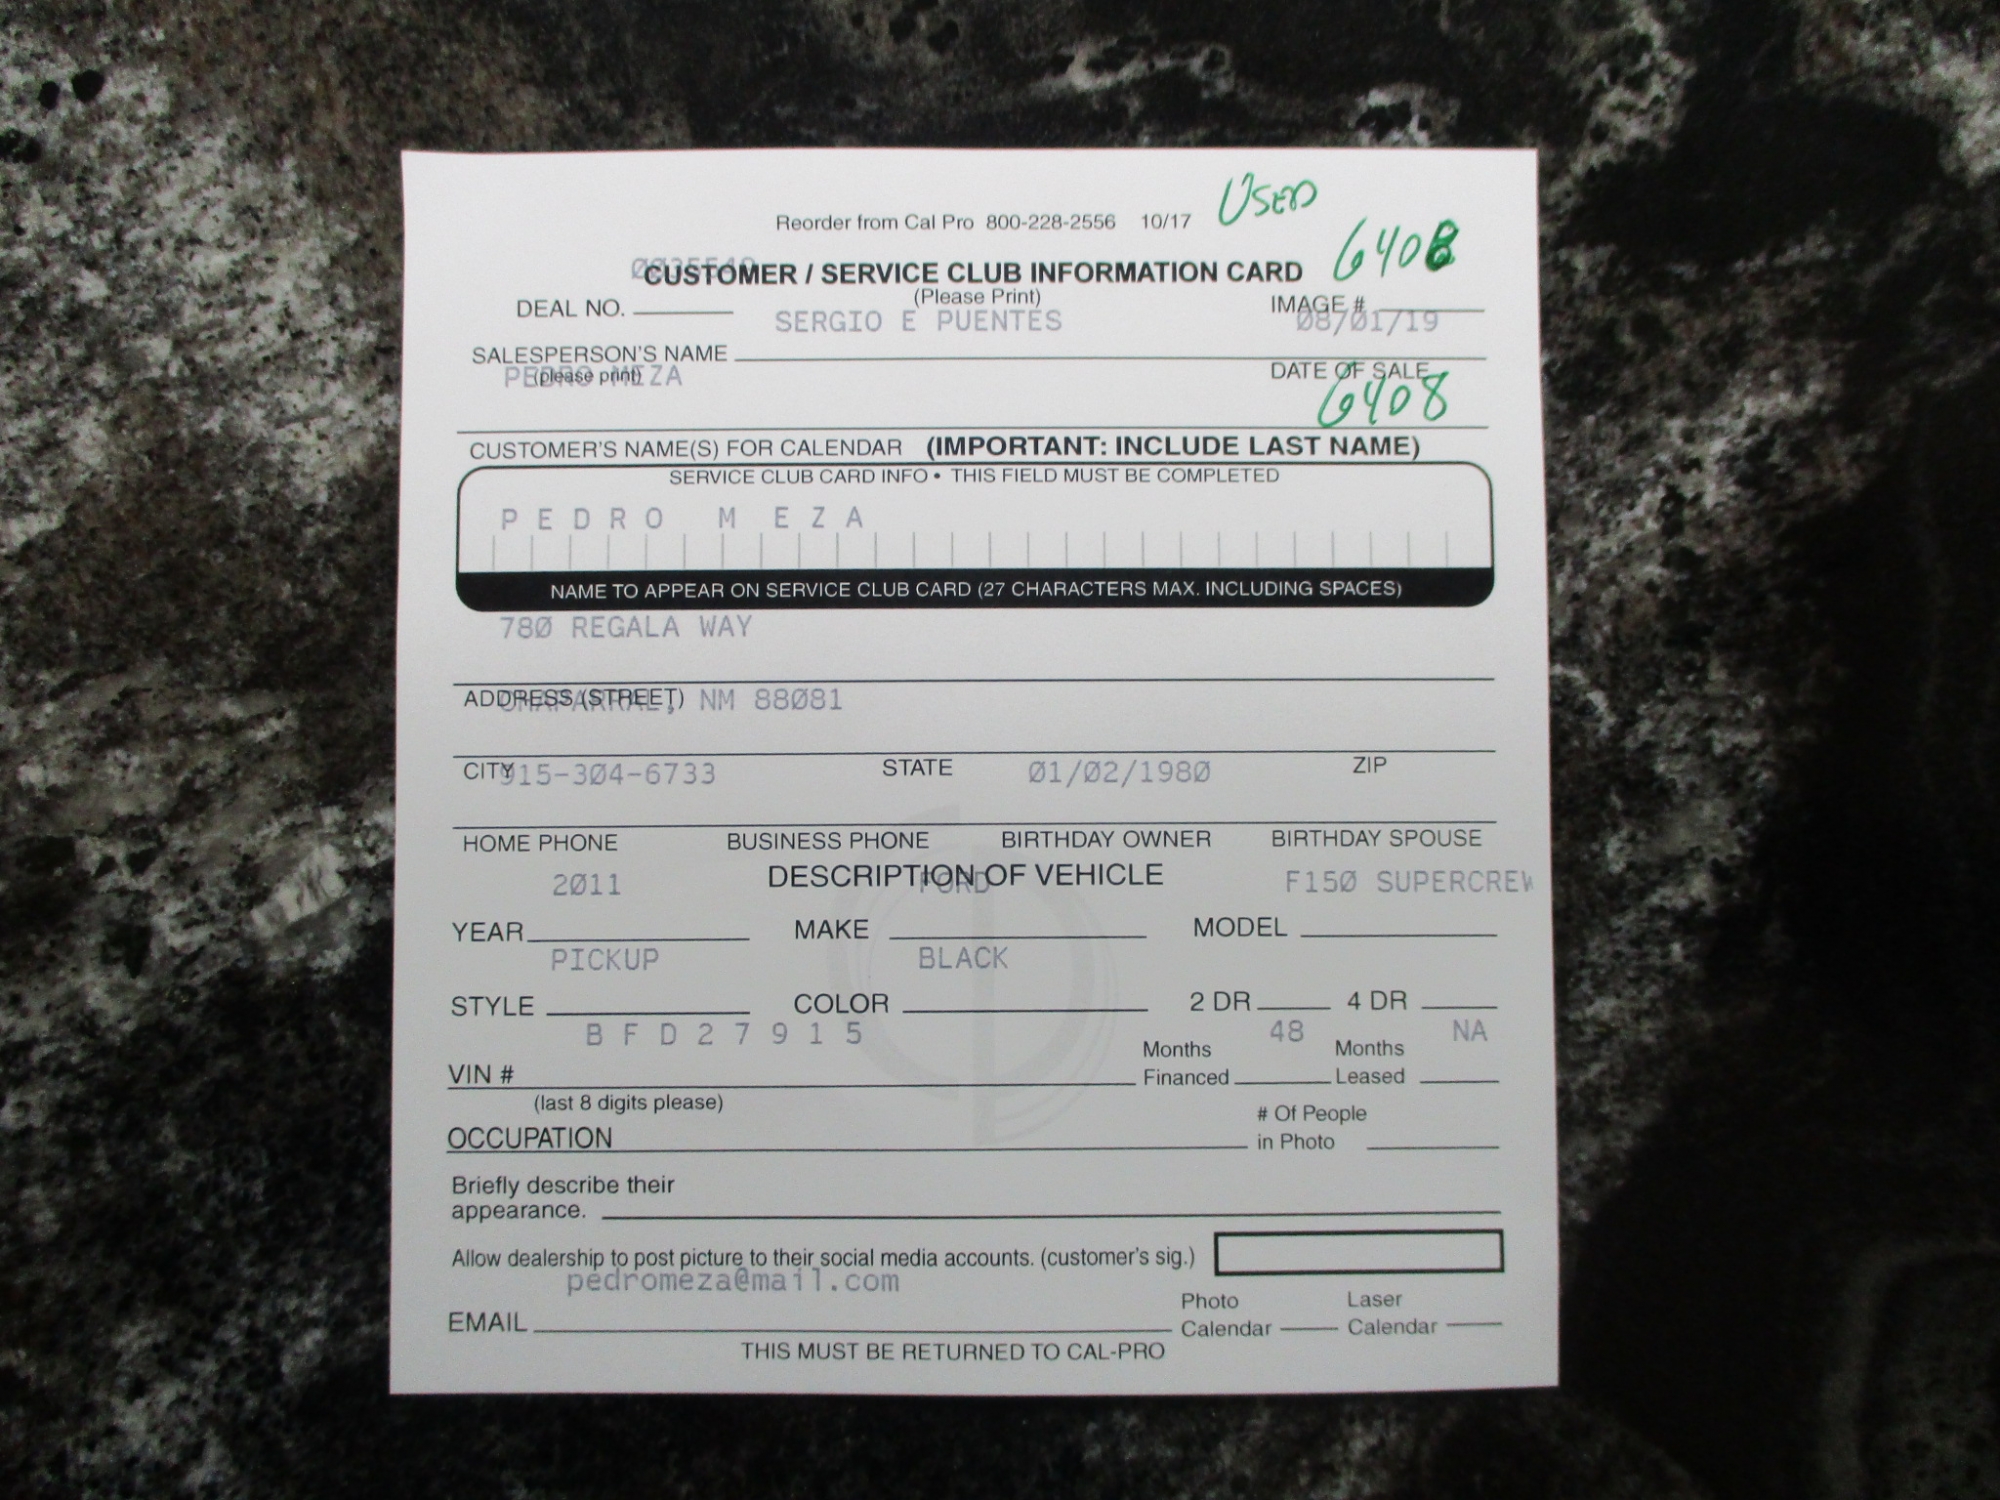 USED
Reorder from Cal Pro 800-228-2556 10/17
6408
CUSTOMER / SERVICE CLUB INFORMATION CARD
(Please Print)
DEAL NO.
IMAGE #
SERGIO E PUENTES
08/01/19
SALESPERSON'S NAME
(please print)
PEDRO MEZA
DATE OF SALE
6408
CUSTOMER'S NAME(S) FOR CALENDAR (IMPORTANT: INCLUDE LAST NAME)
SERVICE CLUB CARD INFO • THIS FIELD MUST BE COMPLETED
PEDRO MEZA
NAME TO APPEAR ON SERVICE CLUB CARD (27 CHARACTERS MAX. INCLUDING SPACES)
780 REGALA WAY
ADDRESS (STREET)
CHAPARRAL, NM 88081
CITY STATE ZIP
915-304-6733 01/02/1980
HOME PHONE BUSINESS PHONE BIRTHDAY OWNER BIRTHDAY SPOUSE
DESCRIPTION OF VEHICLE
2011 FORD F150 SUPERCREW
YEAR MAKE MODEL
PICKUP BLACK
STYLE COLOR 2 DR 4 DR
BFD27915 48 NA
VIN # Months Financed Months Leased
(last 8 digits please)
OCCUPATION # Of People in Photo
Briefly describe their
appearance.
Allow dealership to post picture to their social media accounts. (customer's sig.)
pedromeza@mail.com
EMAIL Photo Calendar Laser Calendar
THIS MUST BE RETURNED TO CAL-PRO